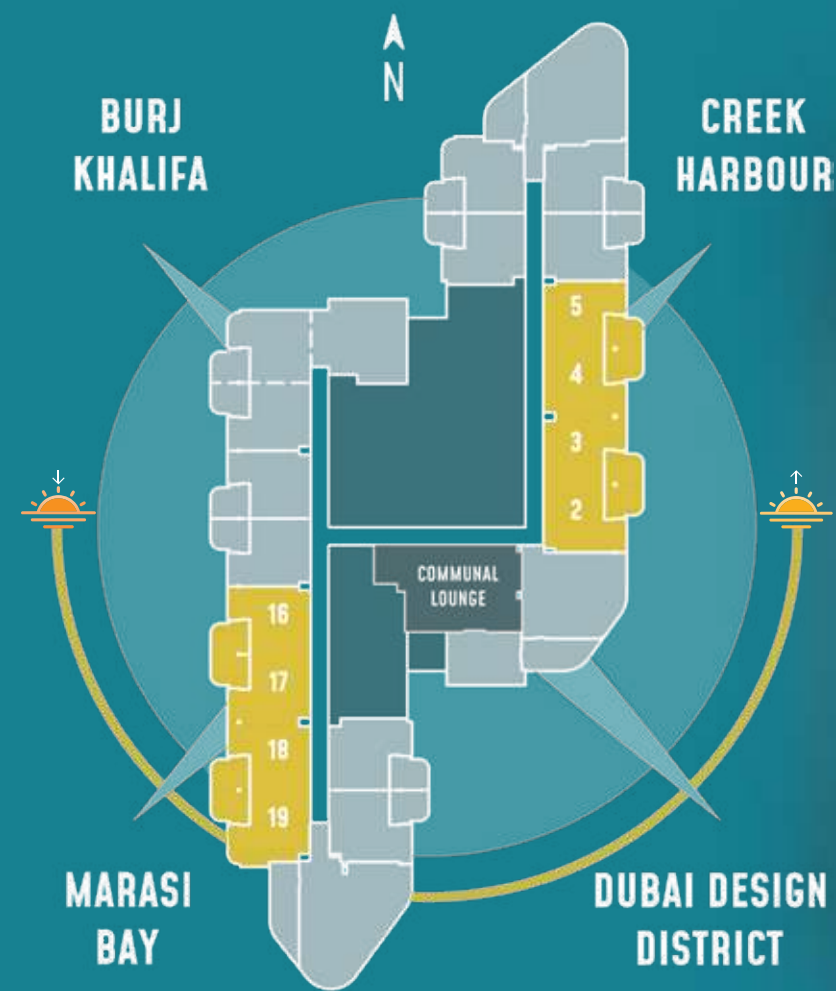 N
BURJ
KHALIFA
CREEK
HARBOUR
5
4
3
2
COMMUNAL
LOUNGE
16
17
18
19
MARASI
BAY
DUBAI DESIGN
DISTRICT